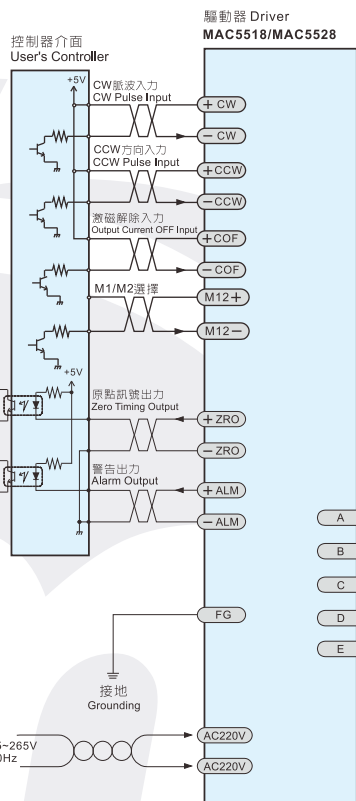 驅動器 Driver
MAC5518/MAC5528
控制器介面
User's Controller
+5V
CW脈波入力
CW Pulse Input
+ CW
− CW
CCW方向入力
CCW Pulse Input
+ CCW
− CCW
激磁解除入力
Output Current OFF Input
+ COF
− COF
M1/M2選擇
M12+
M12−
+5V
原點訊號出力
Zero Timing Output
+ ZRO
− ZRO
警告出力
Alarm Output
+ ALM
− ALM
A
B
C
D
E
FG
接地
Grounding
~265V
0Hz
AC220V
AC220V